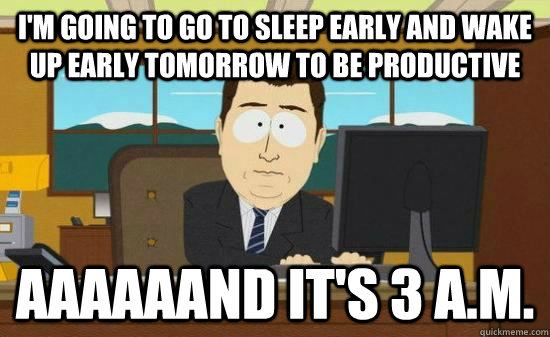 I'M GOING TO GO TO SLEEP EARLY AND WAKE
UP EARLY TOMORROW TO BE PRODUCTIVE
AAAAAAND IT'S 3 A.M.
quickmeme.com